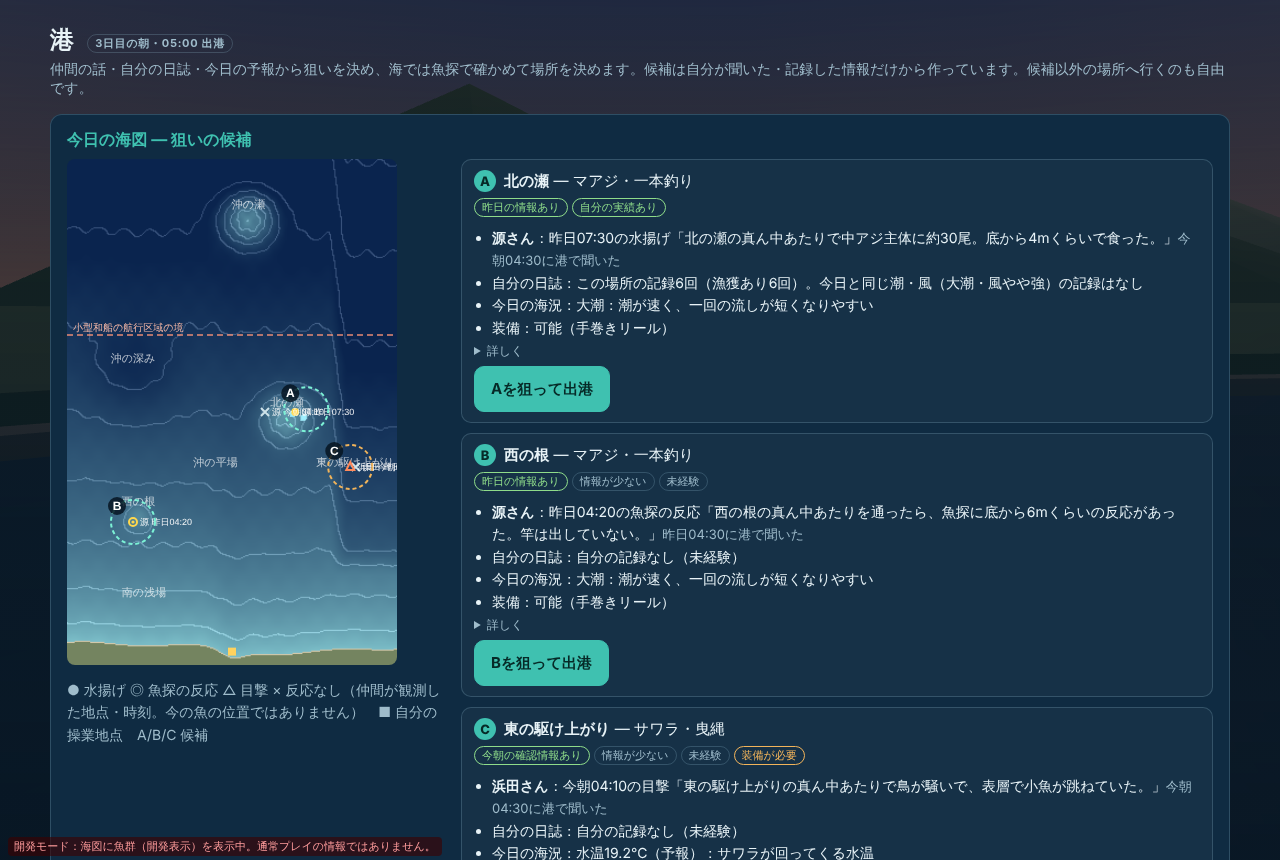 港 3日目の朝・05:00 出港
仲間の話・自分の日誌・今日の予報から狙いを決め、海では魚探で確かめて場所を決めます。候補は自分が聞いた・記録した情報だけから作っています。候補以外の場所へ行くのも自由
です。
今日の海図 — 狙いの候補
沖の瀬
小型和船の航行区域の境
沖の深み
A
北の瀬
源
07:30
C
沖の平場
東の駆け上がり
B
西の根
源 昨日04:20
南の浅場
● 水揚げ ◎ 魚探の反応 △ 目撃 × 反応なし（仲間が観測し
た地点・時刻。今の魚の位置ではありません） ■ 自分の
操業地点 A/B/C 候補
A 北の瀬 — マアジ・一本釣り
昨日の情報あり 自分の実績あり
源さん：昨日07:30の水揚げ「北の瀬の真ん中あたりで中アジ主体に約30尾。底から4mくらいで食った。」今
朝04:30に港で聞いた
自分の日誌：この場所の記録6回（漁獲あり6回）。今日と同じ潮・風（大潮・風やや強）の記録はなし
今日の海況：大潮：潮が速く、一回の流しが短くなりやすい
装備：可能（手巻きリール）
▶ 詳しく
Aを狙って出港
B 西の根 — マアジ・一本釣り
昨日の情報あり 情報が少ない 未経験
源さん：昨日04:20の魚探の反応「西の根の真ん中あたりを通ったら、魚探に底から6mくらいの反応があっ
た。竿は出していない。」昨日04:30に港で聞いた
自分の日誌：自分の記録なし（未経験）
今日の海況：大潮：潮が速く、一回の流しが短くなりやすい
装備：可能（手巻きリール）
▶ 詳しく
Bを狙って出港
C 東の駆け上がり — サワラ・曳縄
今朝の確認情報あり 情報が少ない 未経験 装備が必要
浜田さん：今朝04:10の目撃「東の駆け上がりの真ん中あたりで鳥が騒いで、表層で小魚が跳ねていた。」今朝
04:30に港で聞いた
自分の日誌：自分の記録なし（未経験）
今日の海況：水温19.2℃（予報）：サワラが回ってくる水温
開発モード：海図に魚群（開発表示）を表示中。通常プレイの情報ではありません。